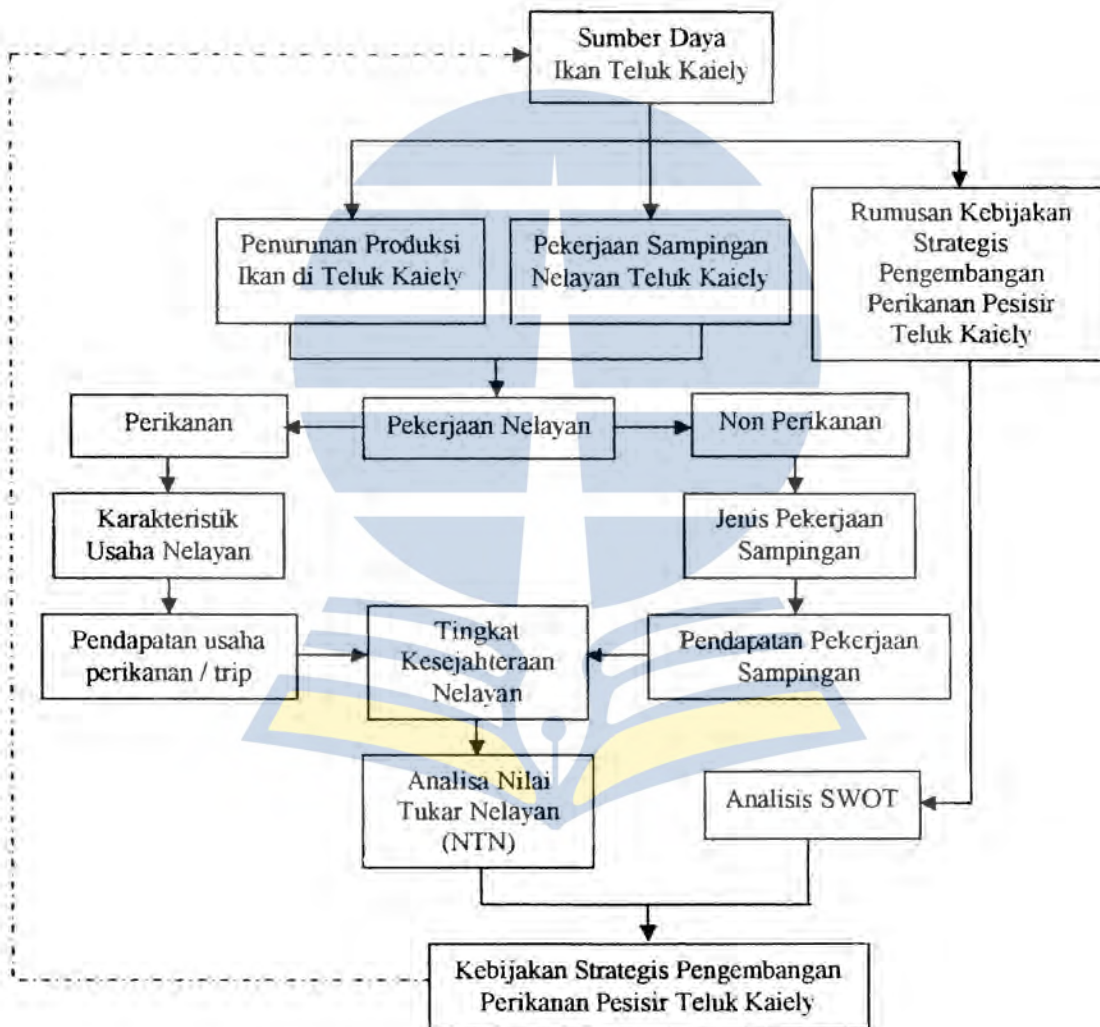 Sumber Daya
Ikan Teluk Kaiely
Penurunan Produksi
Ikan di Teluk Kaiely
Pekerjaan Sampingan
Nelayan Teluk Kaiely
Rumusan Kebijakan
Strategis
Pengembangan
Perikanan Pesisir
Teluk Kaiely
Perikanan
Pekerjaan Nelayan
Non Perikanan
Karakteristik
Usaha Nelayan
Jenis Pekerjaan
Sampingan
Pendapatan usaha
perikanan / trip
Tingkat
Kesejahteraan
Nelayan
Pendapatan Pekerjaan
Sampingan
Analisa Nilai
Tukar Nelayan
(NTN)
Analisis SWOT
Kebijakan Strategis Pengembangan
Perikanan Pesisir Teluk Kaiely